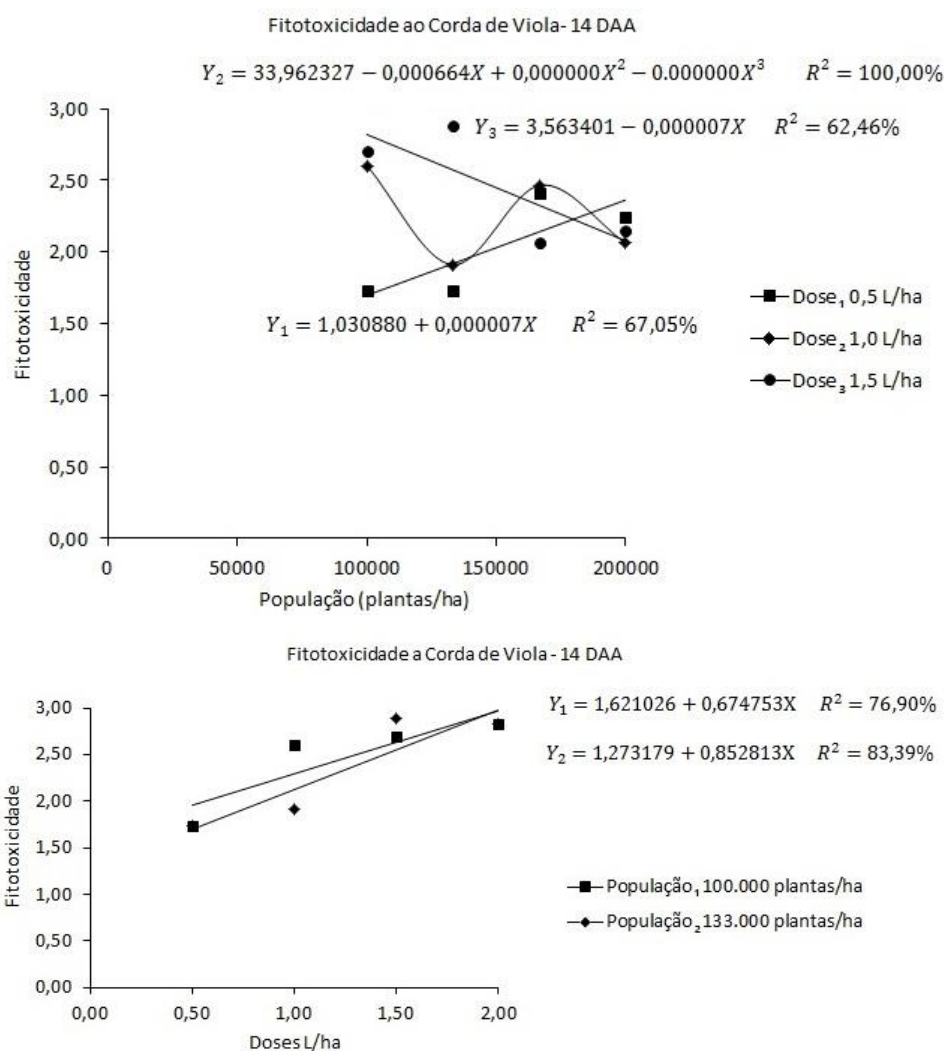 Fitotoxicidade ao Corda de Viola- 14 DAA
Y₂ = 33,962327 − 0,000664X + 0,000000X² − 0.000000X³ R² = 100,00%
3,00
Y₃ = 3,563401 − 0,000007X R² = 62,46%
2,50
2,00
1,50
Y₁ = 1,030880 + 0,000007X R² = 67,05%
1,00
0,50
0,00
Fitotoxicidade
Dose₁ 0,5 L/ha
Dose₂ 1,0 L/ha
Dose₃ 1,5 L/ha
0 50000 100000 150000 200000
População (plantas/ha)
Fitotoxicidade a Corda de Viola- 14 DAA
Y₁ = 1,621026 + 0,674753X R² = 76,90%
Y₂ = 1,273179 + 0,852813X R² = 83,39%
3,00
2,50
2,00
1,50
1,00
0,50
0,00
Fitotoxicidade
População₁ 100.000 plantas/ha
População₂ 133.000 plantas/ha
0,00 0,50 1,00 1,50 2,00
Doses L/ha